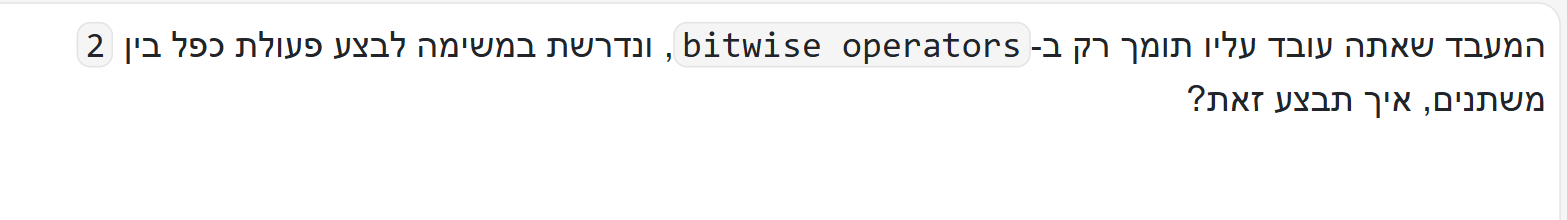 המעבד שאתה עובד עליו תומך רק ב-bitwise operators, ונדרשת במשימה לבצע פעולת כפל בין 2
משתנים, איך תבצע זאת?